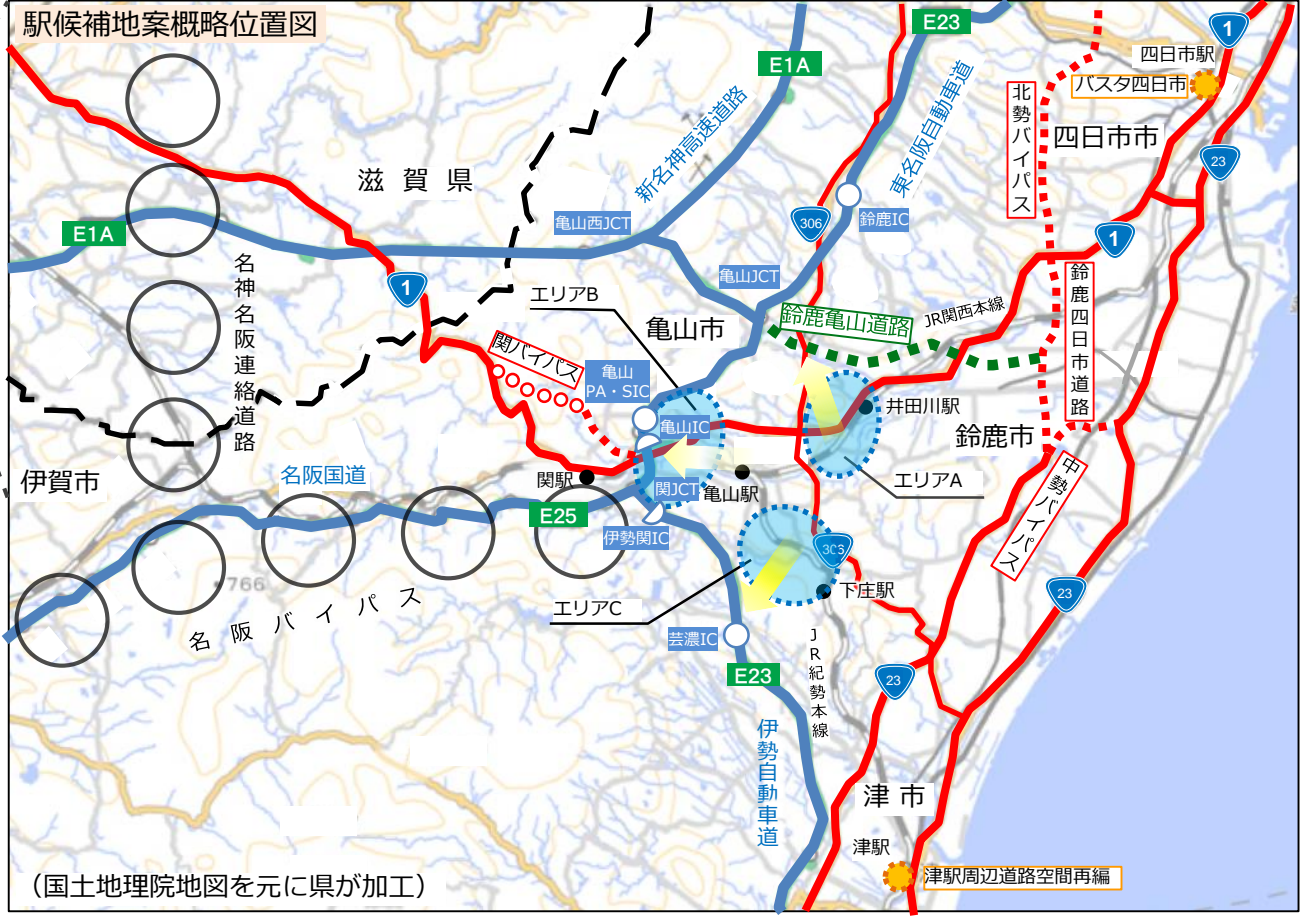 駅候補地案概略位置図
E23
1
四日市駅
バスタ四日市
E1A
北勢バイパス
四日市市
新名神高速道路
東名阪自動車道
23
滋賀県
306
鈴鹿IC
亀山西JCT
E1A
1
名神名阪連絡道路
亀山JCT
鈴鹿四日市道路
1
エリアB
亀山市
鈴鹿亀山道路
JR関西本線
関バイパス
亀山
PA・SIC
井田川駅
亀山IC
鈴鹿市
伊賀市
名阪国道
関駅
関JCT
亀山駅
エリアA
中勢バイパス
E25
伊勢関IC
306
766
下庄駅
23
名阪バイパス
エリアC
芸濃IC
JR紀勢本線
E23
23
伊勢自動車道
津市
津駅
津駅周辺道路空間再編
（国土地理院地図を元に県が加工）